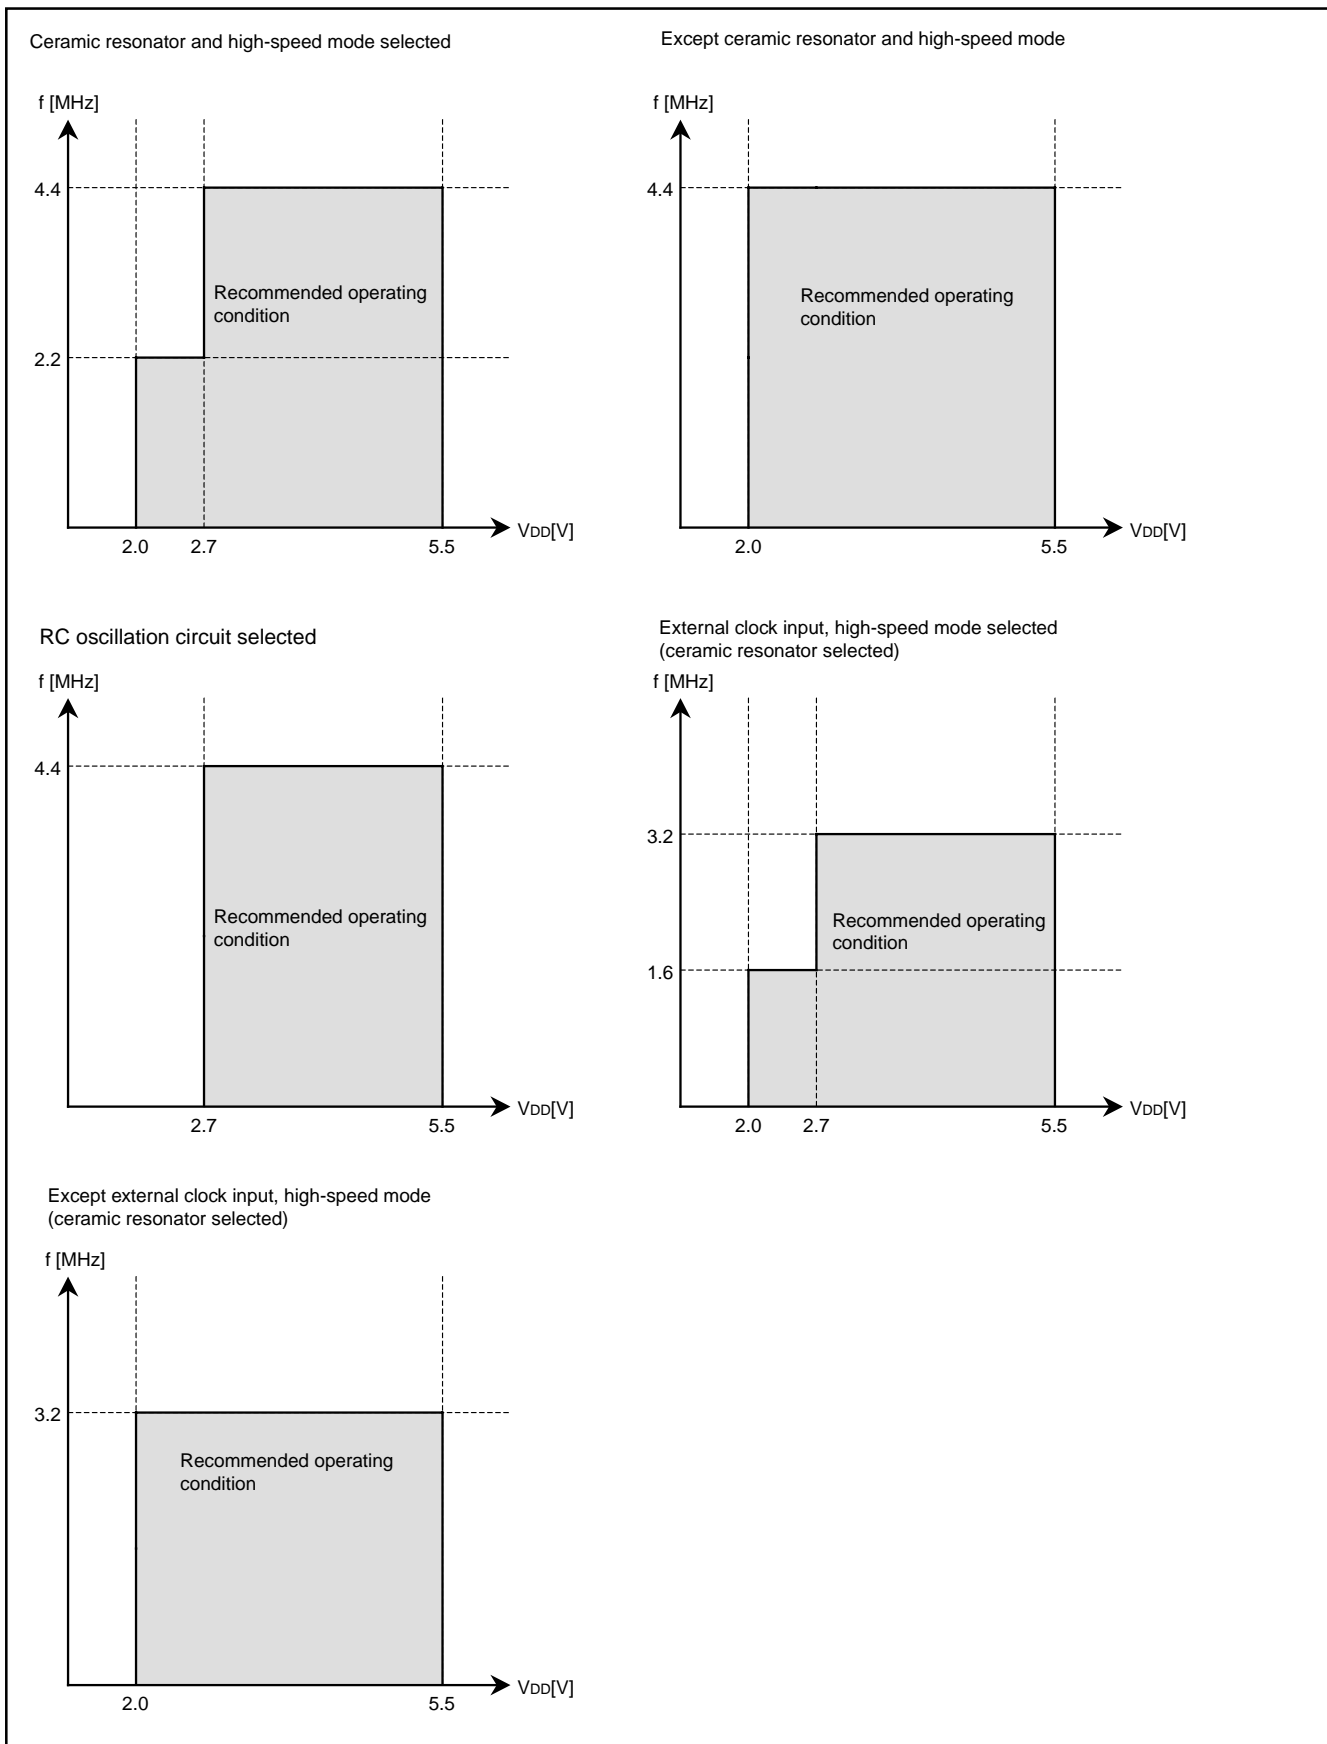 Ceramic resonator and high-speed mode selected
f [MHz]
4.4
Recommended operating
condition
2.2
VDD[V]
2.0 2.7 5.5
Except ceramic resonator and high-speed mode
f [MHz]
4.4
Recommended operating
condition
VDD[V]
2.0 5.5
RC oscillation circuit selected
f [MHz]
4.4
Recommended operating
condition
VDD[V]
2.7 5.5
External clock input, high-speed mode selected
(ceramic resonator selected)
f [MHz]
3.2
Recommended operating
condition
1.6
VDD[V]
2.0 2.7 5.5
Except external clock input, high-speed mode
(ceramic resonator selected)
f [MHz]
3.2
Recommended operating
condition
VDD[V]
2.0 5.5